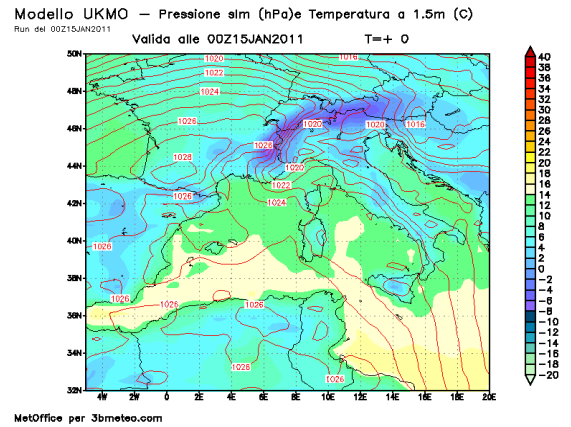 Modello UKMO – Pressione slm (hPa)e Temperatura a 1.5m (C)
Run del 00Z15JAN2011
Valida alle 00Z15JAN2011 T=+ 0
50N
48N
46N
44N
42N
40N
38N
36N
34N
32N
4W 2W 0 2E 4E 6E 8E 10E 12E 14E 16E 18E 20E
1020 1016
1022
1024
1026 1020 1020 1016
1026
1028 1020
1022
1026 1024
1026
1026 1026 1026
1028
1026
40
38
36
34
32
30
28
26
24
22
20
18
16
14
12
10
8
6
4
2
0
−2
−4
−6
−8
−10
−12
−14
−16
−18
−20
MetOffice per 3bmeteo.com